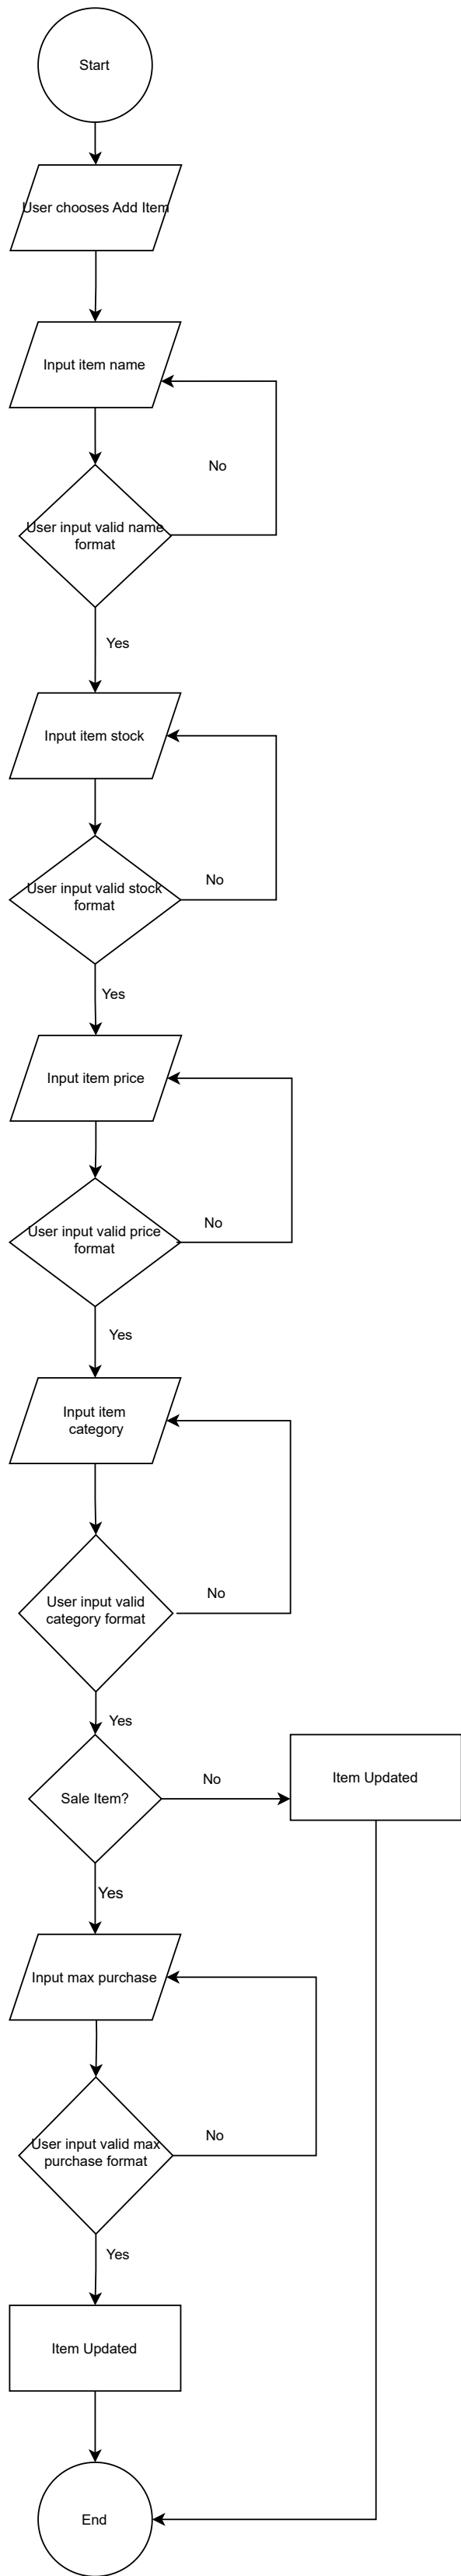 Start
User chooses Add Item
Input item name
No
User input valid name
format
Yes
Input item stock
No
User input valid stock
format
Yes
Input item price
No
User input valid price
format
Yes
Input item
category
No
User input valid
category format
Yes
Sale Item?
No
Item Updated
Yes
Input max purchase
No
User input valid max
purchase format
Yes
Item Updated
End